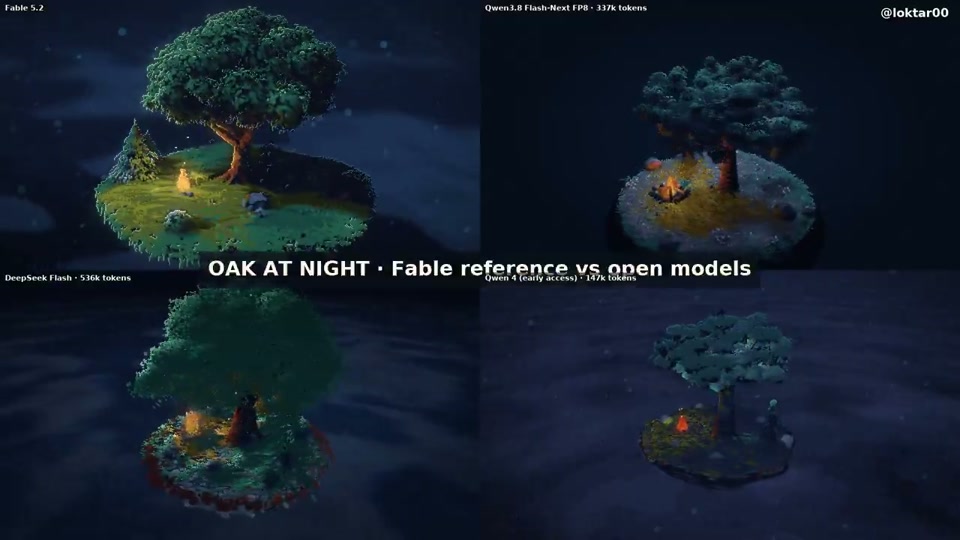 Fable 5.2
Qwen3.8 Flash-Next FP8 · 337k tokens
@loktar00
OAK AT NIGHT · Fable reference vs open models
DeepSeek Flash · 536k tokens
Qwen 4 (early access) · 147k tokens